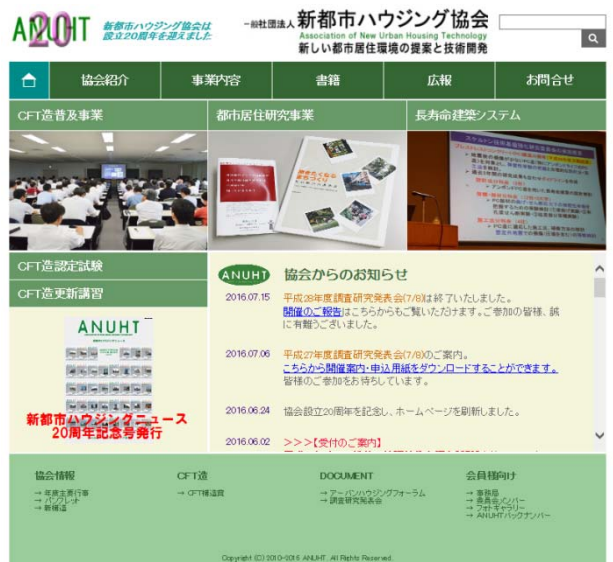 ANUHT 20
新都市ハウジング協会は
設立20周年を迎えました
一般社団法人 新都市ハウジング協会
Association of New Urban Housing Technology
新しい都市居住環境の提案と技術開発
協会紹介 事業内容 書籍 広報 お問合せ
CFT造普及事業 都市居住研究事業 長寿命建築システム
CFT造認定試験
CFT造更新講習
ANUHT
新都市ハウジングニュース
20周年記念号発行
ANUHT 協会からのお知らせ
2016.07.15 平成28年度調査研究発表会(7/8)は終了いたしました。
開催のご報告はこちらからもご覧いただけます。ご参加の皆様、誠
に有難うございました。
2016.07.06 平成27年度調査研究発表会(7/8)のご案内。
こちらから開催案内・申込用紙をダウンロードすることができます。
皆様のご参加をお待ちしています。
2016.06.24 協会設立20周年を記念し、ホームページを刷新しました。
2016.06.02 >>>【受付のご案内】
協会情報 CFT造 DOCUMENT 会員様向け
→ 年度主要行事 → CFT構造賞 → アーバンハウジングフォーラム → 事務局
→ パンフレット → 調査研究発表会 → 委員会メンバー
→ 新構造 → フォトギャラリー
→ ANUHTバックナンバー
Copyright (C) 2010-2016 ANUHT. All Rights Reserved.